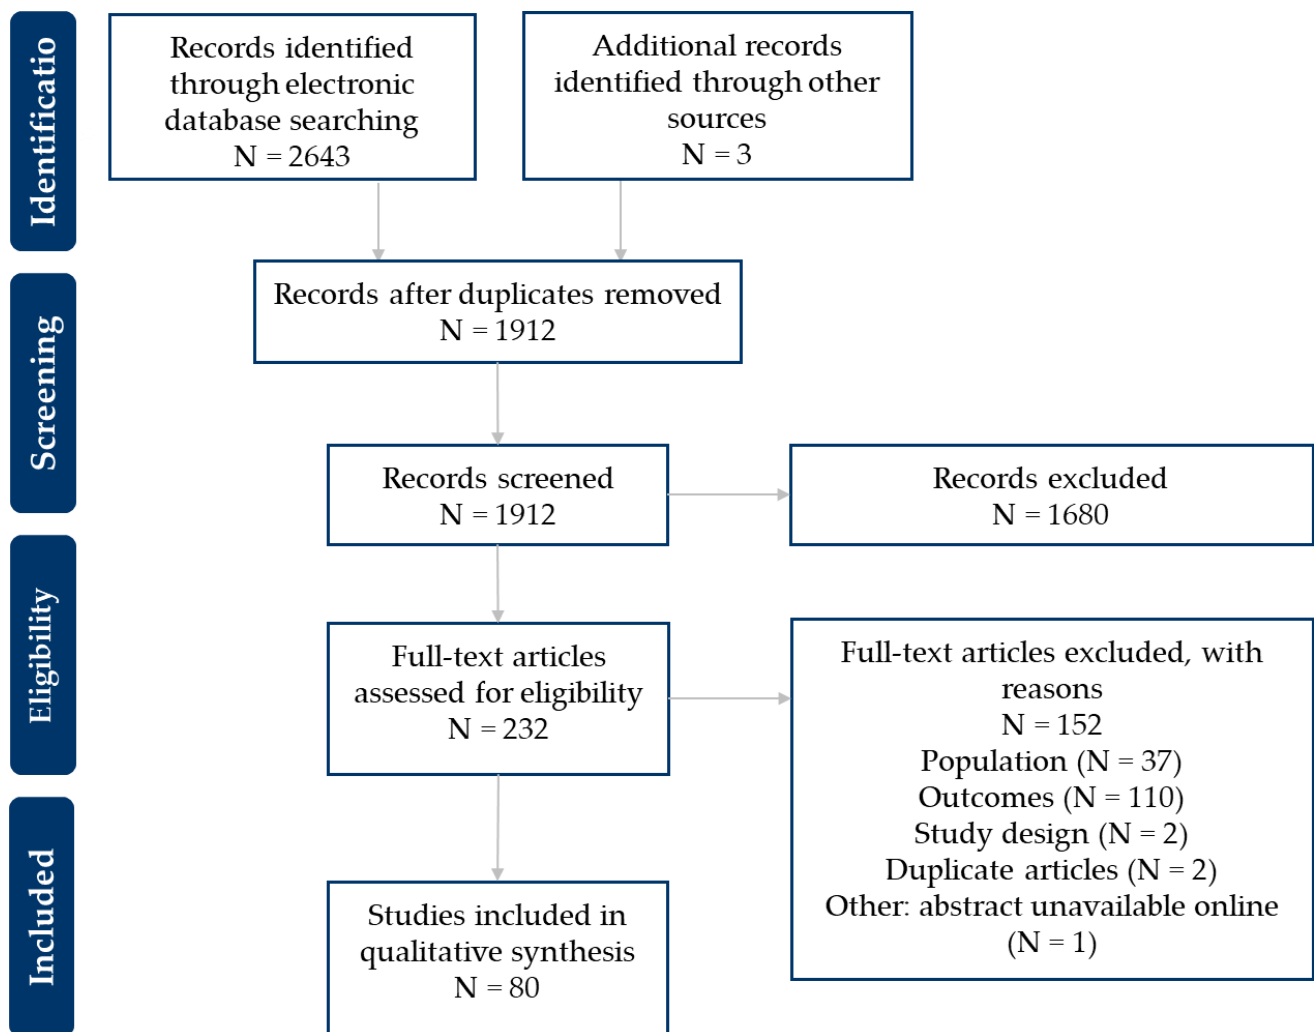 Identificatio
Records identified
through electronic
database searching
N = 2643
Additional records
identified through other
sources
N = 3
Screening
Records after duplicates removed
N = 1912
Records screened
N = 1912
Records excluded
N = 1680
Eligibility
Full-text articles
assessed for eligibility
N = 232
Full-text articles excluded, with
reasons
N = 152
Population (N = 37)
Outcomes (N = 110)
Study design (N = 2)
Duplicate articles (N = 2)
Other: abstract unavailable online
(N = 1)
Included
Studies included in
qualitative synthesis
N = 80